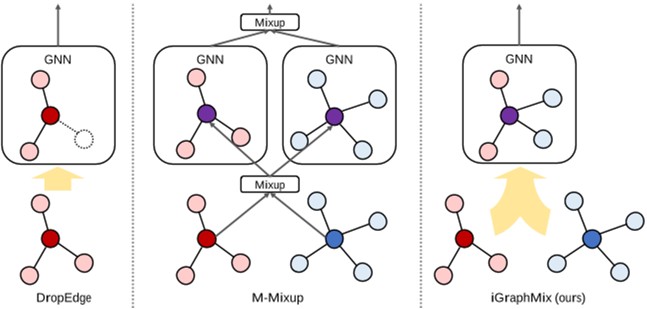 Mixup
GNN
GNN
GNN
GNN
Mixup
DropEdge
M-Mixup
iGraphMix (ours)